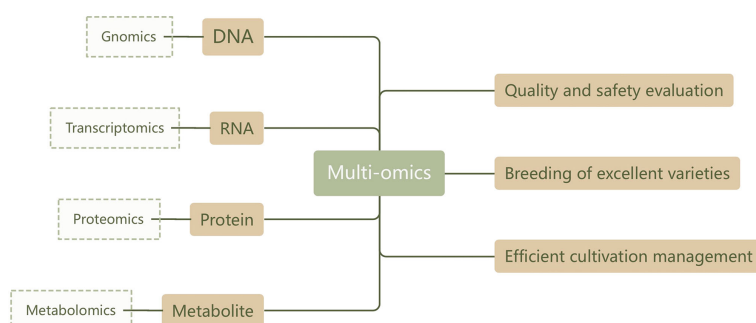 Gnomics
DNA
Transcriptomics
RNA
Proteomics
Protein
Metabolomics
Metabolite
Multi-omics
Quality and safety evaluation
Breeding of excellent varieties
Efficient cultivation management